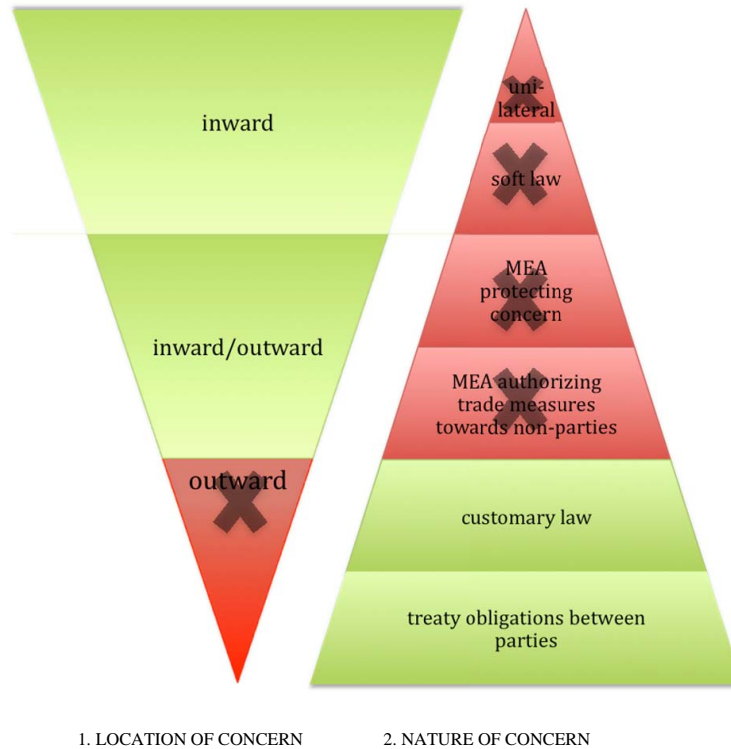 inward
inward/outward
outward
uni-
lateral
soft law
MEA
protecting
concern
MEA authorizing
trade measures
towards non-parties
customary law
treaty obligations between
parties
1. LOCATION OF CONCERN
2. NATURE OF CONCERN